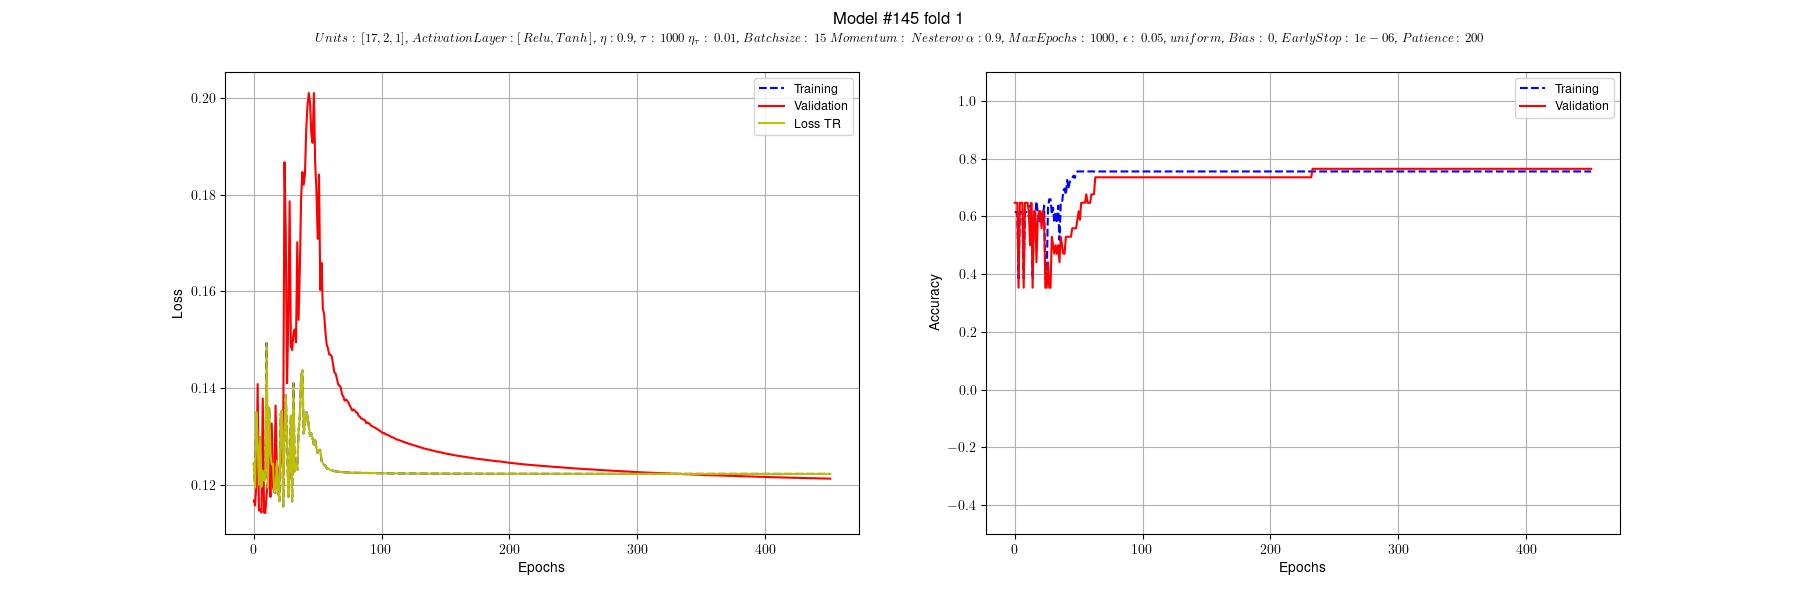 Model #145 fold 1
Units : [17, 2, 1], ActivationLayer : [ Relu, Tanh ], η : 0.9, τ : 1000 η_τ : 0.01, Batchsize : 15 Momentum : Nesterov α : 0.9, MaxEpochs : 1000, ϵ : 0.05, uniform, Bias : 0, EarlyStop : 1e − 06, Patience : 200
Training
Validation
Loss TR
0.20
0.18
0.16
0.14
0.12
Loss
0 100 200 300 400
Epochs
Training
Validation
1.0
0.8
0.6
0.4
0.2
0.0
−0.2
−0.4
Accuracy
0 100 200 300 400
Epochs